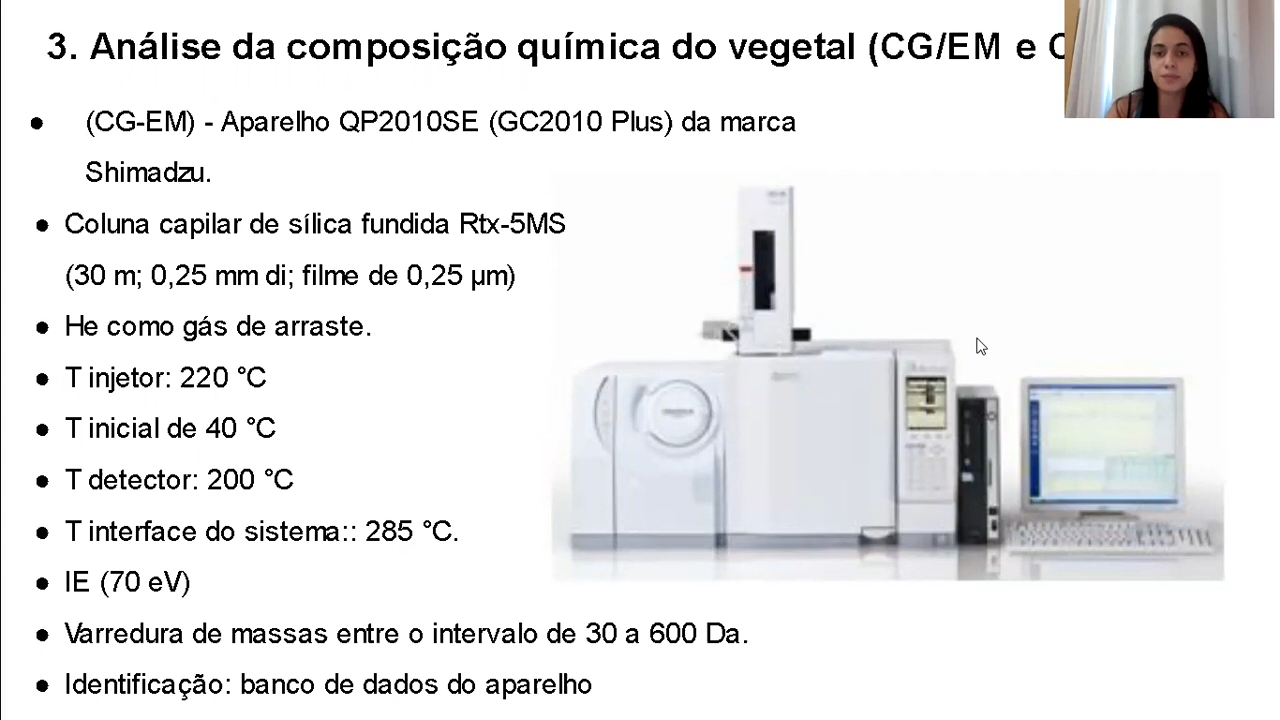 3. Análise da composição química do vegetal (CG/EM e
● (CG-EM) - Aparelho QP2010SE (GC2010 Plus) da marca
Shimadzu.
● Coluna capilar de sílica fundida Rtx-5MS
(30 m; 0,25 mm di; filme de 0,25 µm)
● He como gás de arraste.
● T injetor: 220 °C
● T inicial de 40 °C
● T detector: 200 °C
● T interface do sistema:: 285 °C.
● IE (70 eV)
● Varredura de massas entre o intervalo de 30 a 600 Da.
● Identificação: banco de dados do aparelho